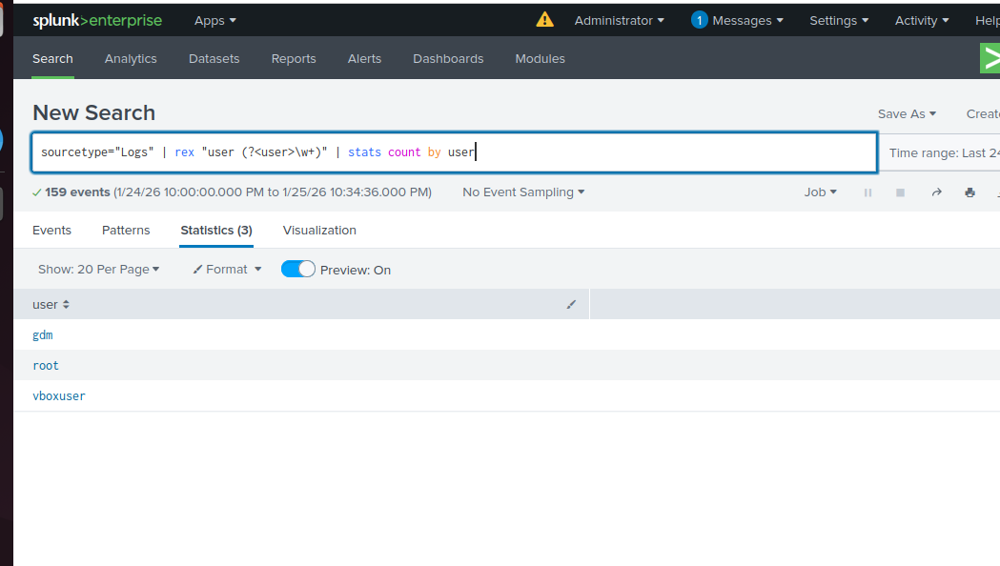 splunk>enterprise Apps Administrator 1 Messages Settings Activity Help
Search Analytics Datasets Reports Alerts Dashboards Modules
New Search
Save As Create
sourcetype="Logs" | rex "user (?<user>\w+)" | stats count by user
Time range: Last 24
159 events (1/24/26 10:00:00.000 PM to 1/25/26 10:34:36.000 PM) No Event Sampling Job
Events Patterns Statistics (3) Visualization
Show: 20 Per Page Format Preview: On
user
gdm
root
vboxuser